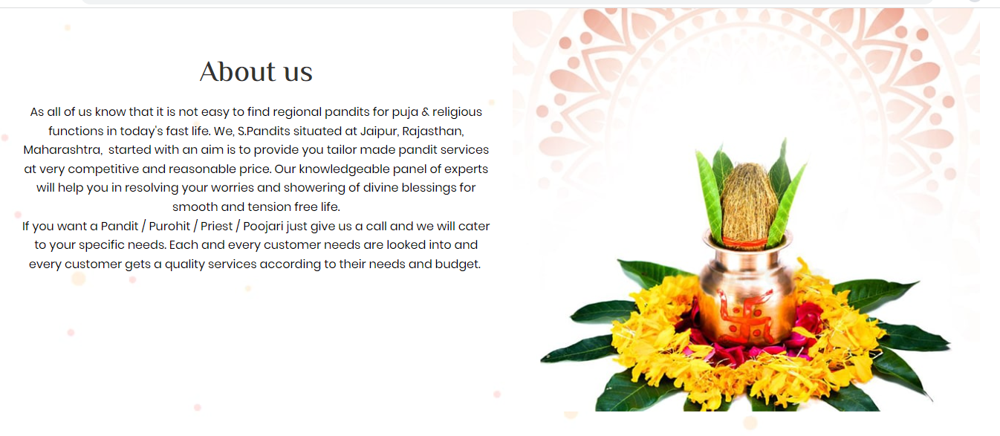 About us
As all of us know that it is not easy to find regional pandits for puja & religious
functions in today's fast life. We, S.Pandits situated at Jaipur, Rajasthan,
Maharashtra,  started with an aim is to provide you tailor made pandit services
at very competitive and reasonable price. Our knowledgeable panel of experts
will help you in resolving your worries and showering of divine blessings for
smooth and tension free life.
If you want a Pandit / Purohit / Priest / Poojari just give us a call and we will cater
to your specific needs. Each and every customer needs are looked into and
every customer gets a quality services according to their needs and budget.